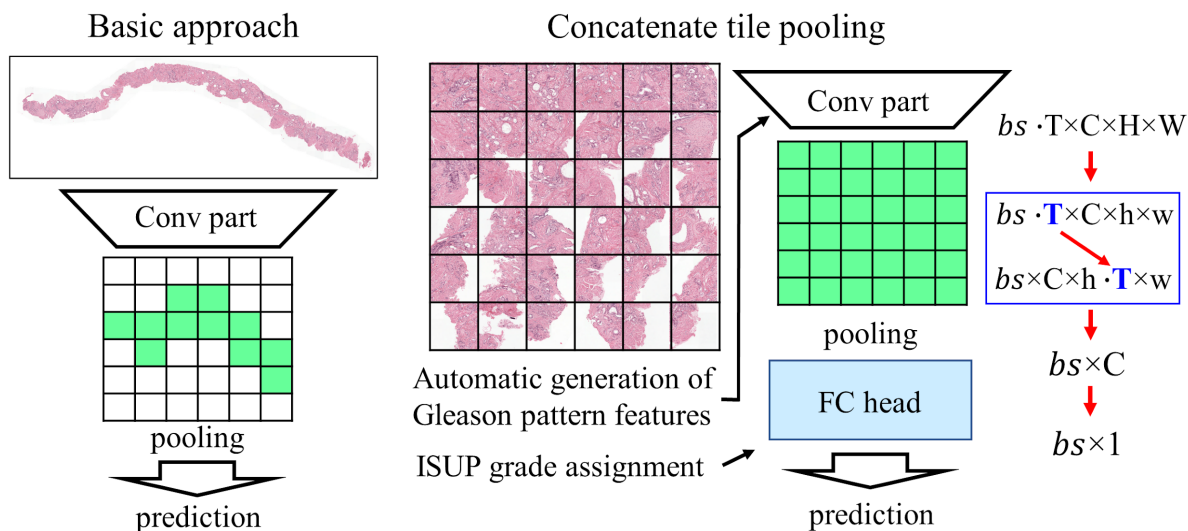 Basic approach
Conv part
pooling
prediction
Concatenate tile pooling
Conv part
pooling
Automatic generation of
Gleason pattern features
FC head
ISUP grade assignment
prediction
bs ·T×C×H×W
bs ·T×C×h×w
bs×C×h ·T×w
bs×C
bs×1